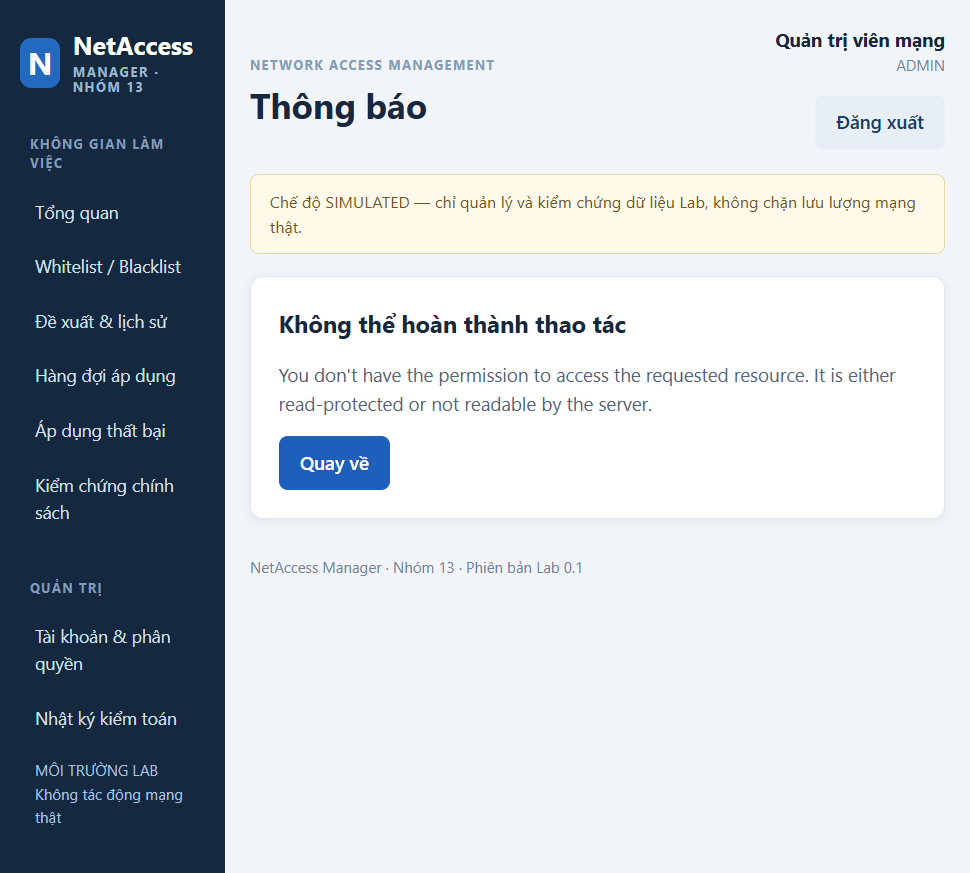 N
NetAccess
MANAGER ·
NHÓM 13
KHÔNG GIAN LÀM
VIỆC
Tổng quan
Whitelist / Blacklist
Đề xuất & lịch sử
Hàng đợi áp dụng
Áp dụng thất bại
Kiểm chứng chính
sách
QUẢN TRỊ
Tài khoản & phân
quyền
Nhật ký kiểm toán
MÔI TRƯỜNG LAB
Không tác động mạng
thật
NETWORK ACCESS MANAGEMENT
Thông báo
Quản trị viên mạng
ADMIN
Đăng xuất
Chế độ SIMULATED — chỉ quản lý và kiểm chứng dữ liệu Lab, không chặn lưu lượng mạng
thật.
Không thể hoàn thành thao tác
You don't have the permission to access the requested resource. It is either
read-protected or not readable by the server.
Quay về
NetAccess Manager · Nhóm 13 · Phiên bản Lab 0.1